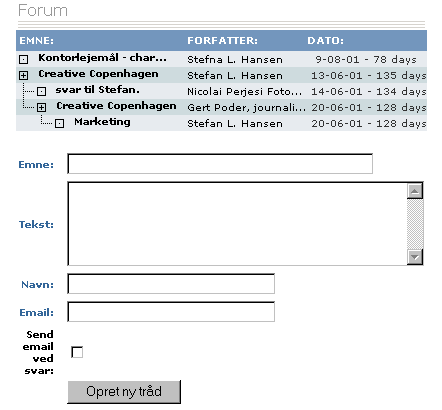 Forum
EMNE: FORFATTER: DATO:
Kontorlejemål - char... Stefna L. Hansen 9-08-01 - 78 days
Creative Copenhagen Stefan L. Hansen 13-06-01 - 135 days
svar til Stefan. Nicolai Perjesi Foto... 14-06-01 - 134 days
Creative Copenhagen Gert Poder, journali... 20-06-01 - 128 days
Marketing Stefan L. Hansen 20-06-01 - 128 days
Emne:
Tekst:
Navn:
Email:
Send
email
ved
svar:
Opret ny tråd